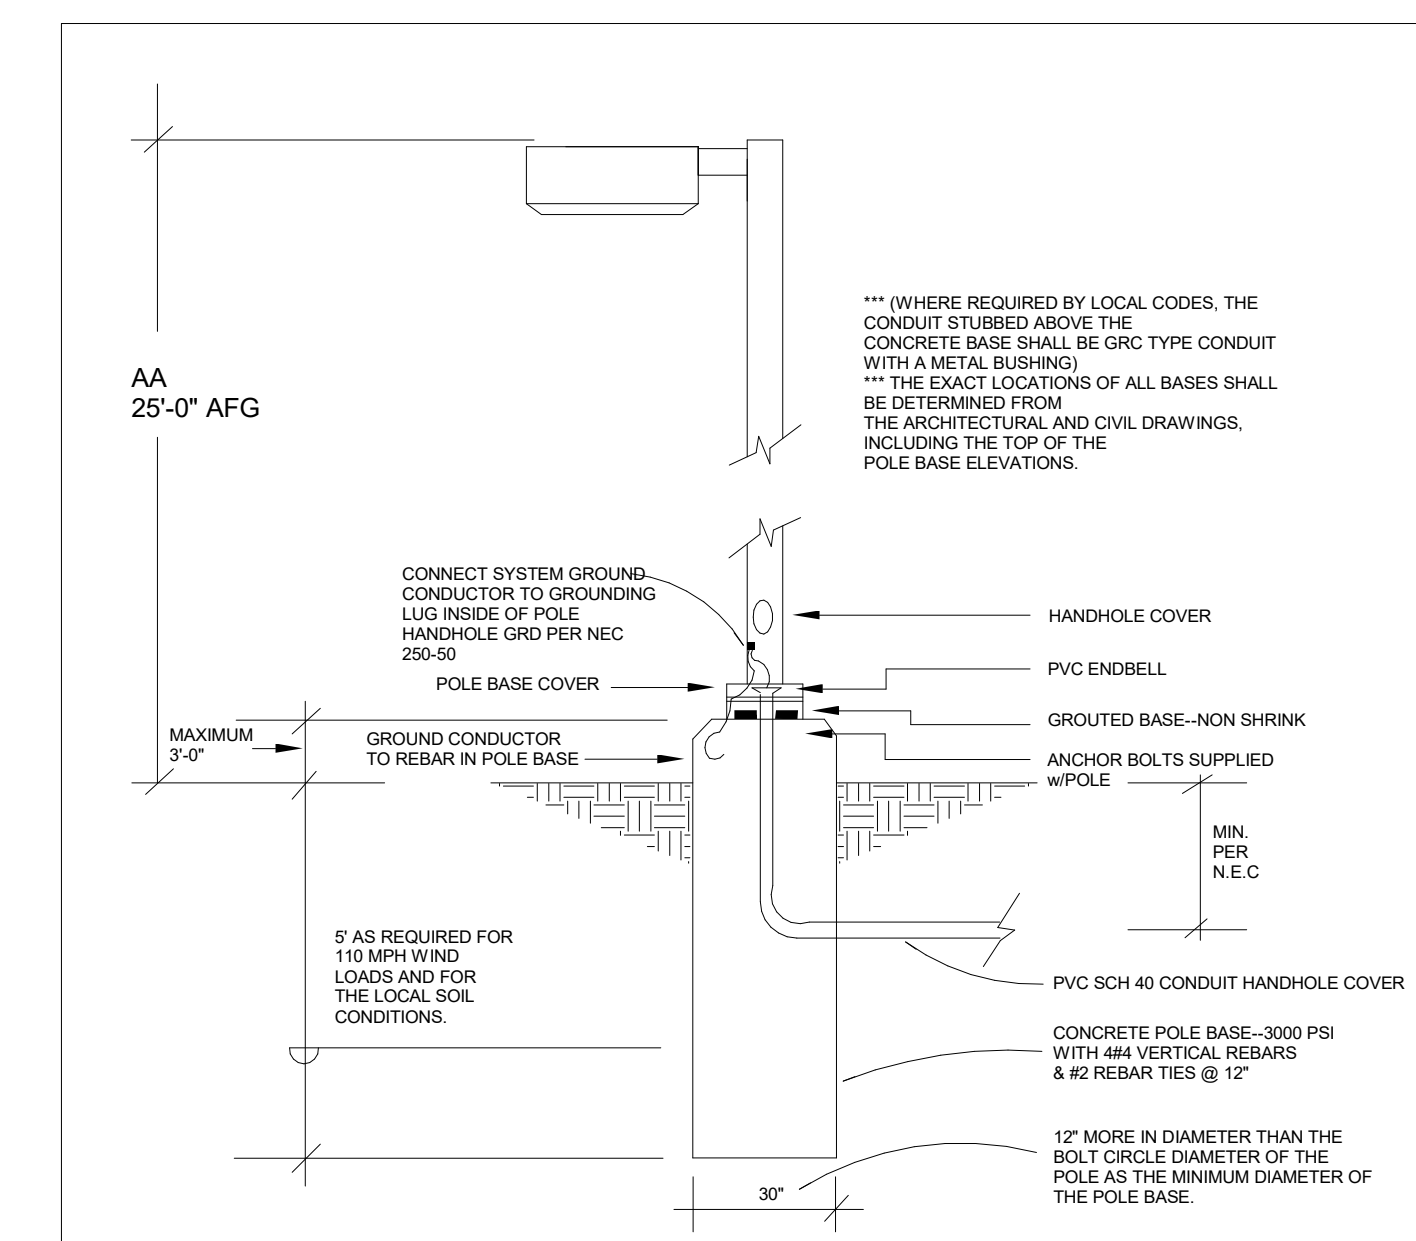 *** (WHERE REQUIRED BY LOCAL CODES, THE
CONDUIT STUBBED ABOVE THE
CONCRETE BASE SHALL BE GRC TYPE CONDUIT
WITH A METAL BUSHING)
*** THE EXACT LOCATIONS OF ALL BASES SHALL
BE DETERMINED FROM
THE ARCHITECTURAL AND CIVIL DRAWINGS,
INCLUDING THE TOP OF THE
POLE BASE ELEVATIONS.
AA
25'-0" AFG
CONNECT SYSTEM GROUND
CONDUCTOR TO GROUNDING
LUG INSIDE OF POLE
HANDHOLE GRD PER NEC
250-50
POLE BASE COVER
MAXIMUM
3'-0"
GROUND CONDUCTOR
TO REBAR IN POLE BASE
HANDHOLE COVER
PVC ENDBELL
GROUTED BASE--NON SHRINK
ANCHOR BOLTS SUPPLIED
w/POLE
MIN.
PER
N.E.C
5' AS REQUIRED FOR
110 MPH WIND
LOADS AND FOR
THE LOCAL SOIL
CONDITIONS.
PVC SCH 40 CONDUIT HANDHOLE COVER
CONCRETE POLE BASE--3000 PSI
WITH 4#4 VERTICAL REBARS
& #2 REBAR TIES @ 12"
12" MORE IN DIAMETER THAN THE
BOLT CIRCLE DIAMETER OF THE
POLE AS THE MINIMUM DIAMETER OF
THE POLE BASE.
30"